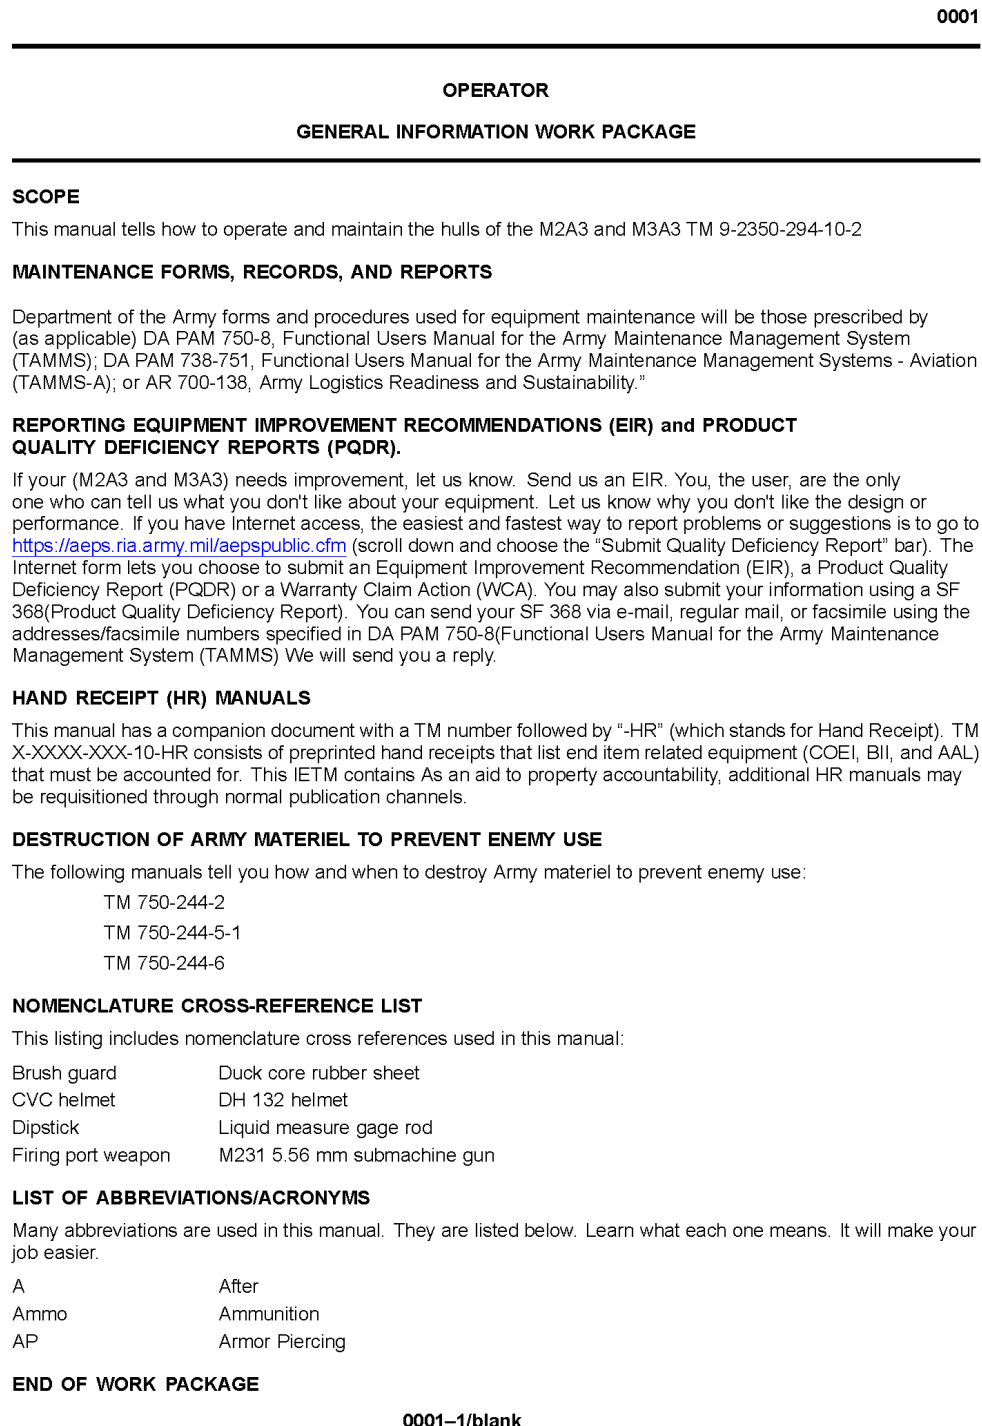 0001
OPERATOR
GENERAL INFORMATION WORK PACKAGE
SCOPE
This manual tells how to operate and maintain the hulls of the M2A3 and M3A3 TM 9-2350-294-10-2
MAINTENANCE FORMS, RECORDS, AND REPORTS
Department of the Army forms and procedures used for equipment maintenance will be those prescribed by
(as applicable) DA PAM 750-8, Functional Users Manual for the Army Maintenance Management System
(TAMMS); DA PAM 738-751, Functional Users Manual for the Army Maintenance Management Systems - Aviation
(TAMMS-A); or AR 700-138, Army Logistics Readiness and Sustainability.”
REPORTING EQUIPMENT IMPROVEMENT RECOMMENDATIONS (EIR) and PRODUCT
QUALITY DEFICIENCY REPORTS (PQDR).
If your (M2A3 and M3A3) needs improvement, let us know. Send us an EIR. You, the user, are the only
one who can tell us what you don't like about your equipment. Let us know why you don't like the design or
performance. If you have Internet access, the easiest and fastest way to report problems or suggestions is to go to
https://aeps.ria.army.mil/aepspublic.cfm (scroll down and choose the “Submit Quality Deficiency Report” bar). The
Internet form lets you choose to submit an Equipment Improvement Recommendation (EIR), a Product Quality
Deficiency Report (PQDR) or a Warranty Claim Action (WCA). You may also submit your information using a SF
368(Product Quality Deficiency Report). You can send your SF 368 via e-mail, regular mail, or facsimile using the
addresses/facsimile numbers specified in DA PAM 750-8(Functional Users Manual for the Army Maintenance
Management System (TAMMS) We will send you a reply.
HAND RECEIPT (HR) MANUALS
This manual has a companion document with a TM number followed by “-HR” (which stands for Hand Receipt). TM
X-XXXX-XXX-10-HR consists of preprinted hand receipts that list end item related equipment (COEI, BII, and AAL)
that must be accounted for. This IETM contains As an aid to property accountability, additional HR manuals may
be requisitioned through normal publication channels.
DESTRUCTION OF ARMY MATERIEL TO PREVENT ENEMY USE
The following manuals tell you how and when to destroy Army materiel to prevent enemy use:
TM 750-244-2
TM 750-244-5-1
TM 750-244-6
NOMENCLATURE CROSS-REFERENCE LIST
This listing includes nomenclature cross references used in this manual:
Brush guard Duck core rubber sheet
CVC helmet DH 132 helmet
Dipstick Liquid measure gage rod
Firing port weapon M231 5.56 mm submachine gun
LIST OF ABBREVIATIONS/ACRONYMS
Many abbreviations are used in this manual. They are listed below. Learn what each one means. It will make your
job easier.
A After
Ammo Ammunition
AP Armor Piercing
END OF WORK PACKAGE
0001–1/blank